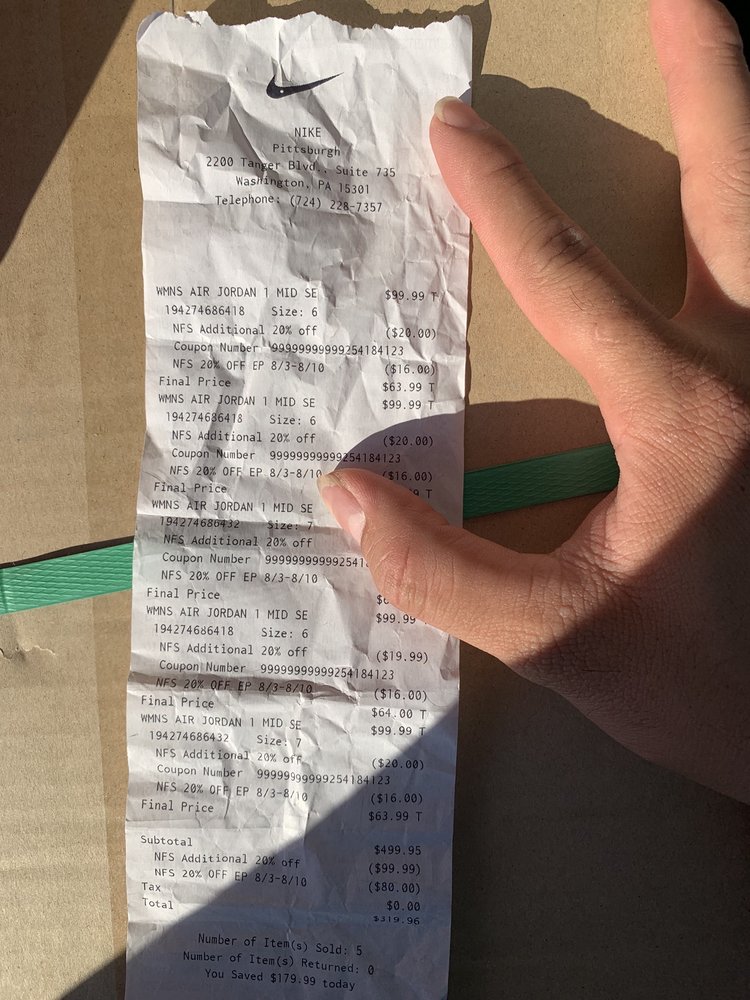 NIKE
Pittsburgh
2200 Tanger Blvd., Suite 735
Washington, PA 15301
Telephone: (724) 228-7357
WMNS AIR JORDAN 1 MID SE $99.99 T
194274686418 Size: 6
NFS Additional 20% off ($20.00)
Coupon Number 99999999999254184123
NFS 20% OFF EP 8/3-8/10 ($16.00)
Final Price $63.99 T
WMNS AIR JORDAN 1 MID SE $99.99 T
194274686418 Size: 6
NFS Additional 20% off ($20.00)
Coupon Number 99999999999254184123
NFS 20% OFF EP 8/3-8/10 ($16.00)
Final Price T
WMNS AIR JORDAN 1 MID SE
194274686432 Size: 7
NFS Additional 20% off
Coupon Number
NFS 20% OFF EP 8/3-8/10
Final Price
WMNS AIR JORDAN 1 MID SE $99.99
194274686418 Size: 6
NFS Additional 20% off ($19.99)
Coupon Number 99999999999254184123
NFS 20% OFF EP 8/3-8/10 ($16.00)
Final Price $64.00 T
WMNS AIR JORDAN 1 MID SE $99.99 T
194274686432 Size: 7
NFS Additional 20% off ($20.00)
Coupon Number 99999999999254184123
NFS 20% OFF EP 8/3-8/10 ($16.00)
Final Price $63.99 T
Subtotal $499.95
NFS Additional 20% off ($99.99)
NFS 20% OFF EP 8/3-8/10 ($80.00)
Tax $0.00
Total $319.96
Number of Item(s) Sold: 5
Number of Item(s) Returned: 0
You Saved $179.99 today